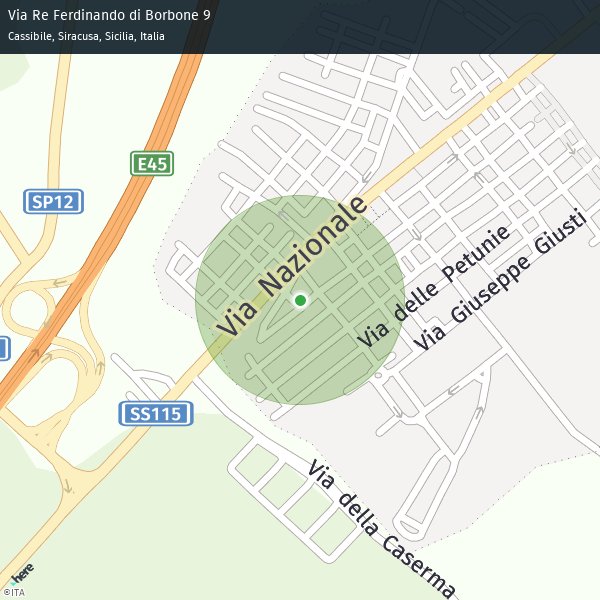 Via Re Ferdinando di Borbone 9
Cassibile, Siracusa, Sicilia, Italia
E45
SP12
Via Nazionale
Via delle Petunie
Via Giuseppe Giusti
SS115
Via della Caserma
here
©ITA